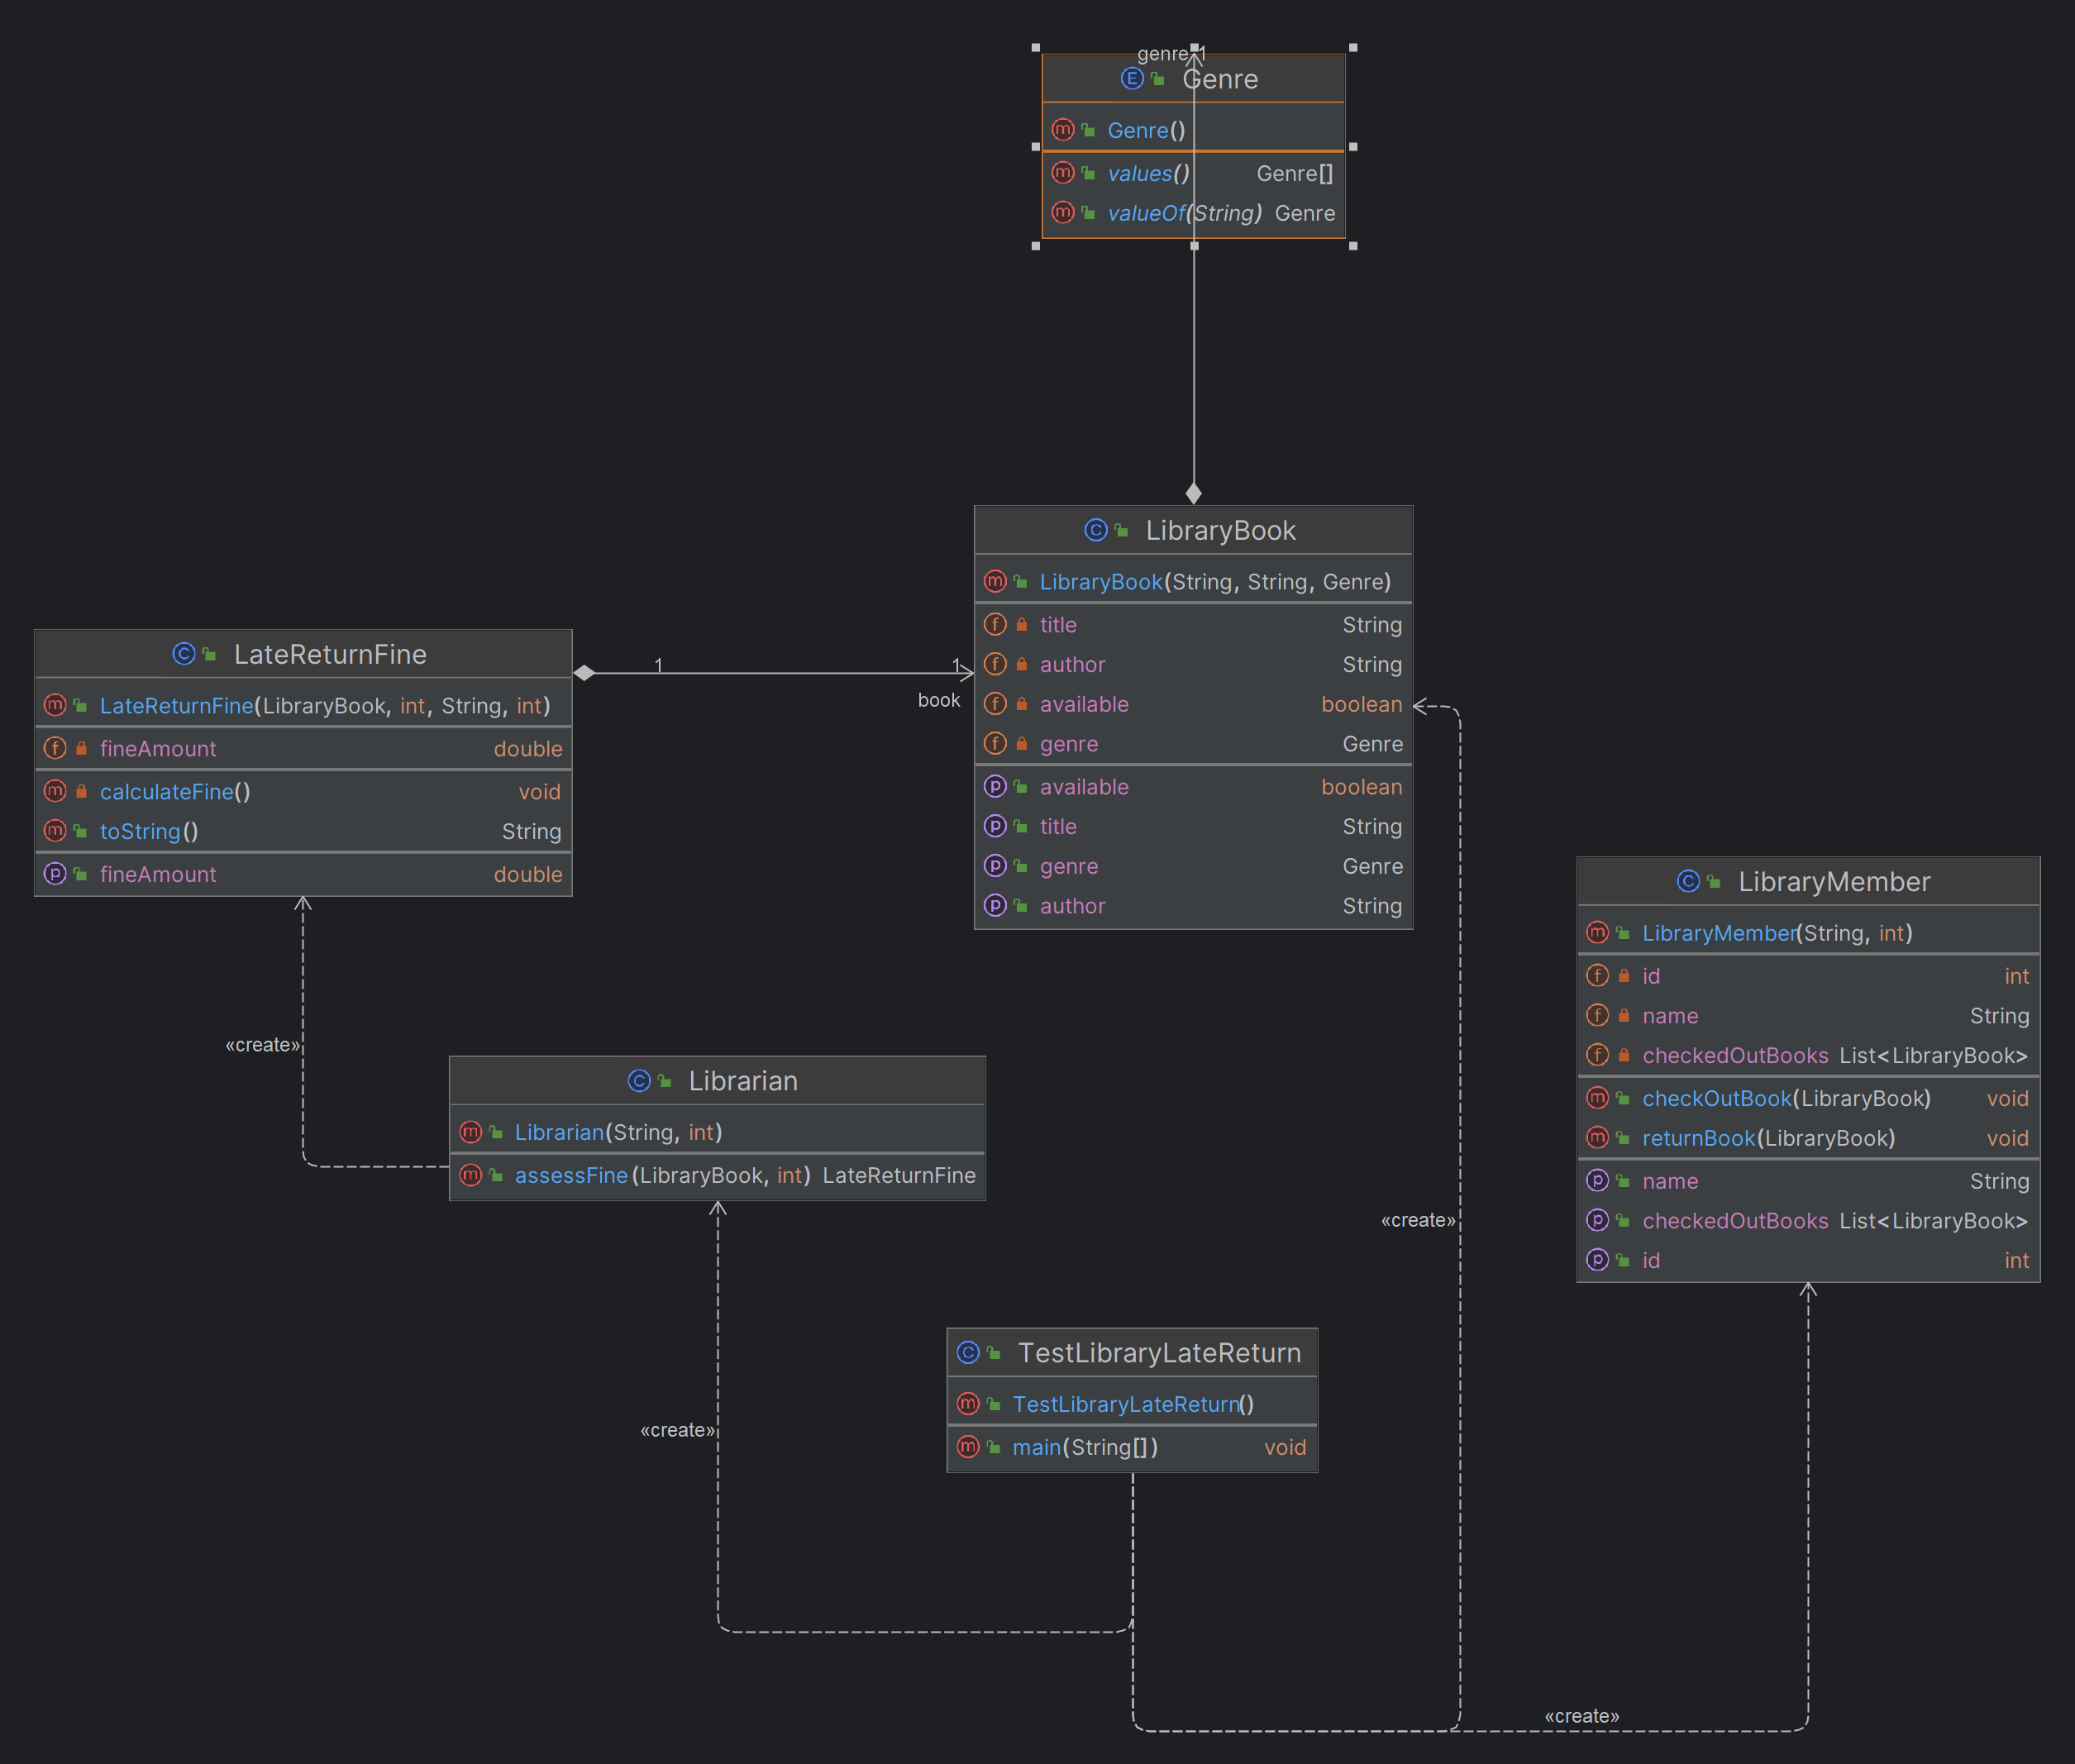 genre 1
Genre
Genre()
values() Genre[]
valueOf(String) Genre
LibraryBook
LibraryBook(String, String, Genre)
title String
author String
available boolean
genre Genre
available boolean
title String
genre Genre
author String
LateReturnFine
LateReturnFine(LibraryBook, int, String, int)
fineAmount double
calculateFine() void
toString() String
fineAmount double
1
1
book
LibraryMember
LibraryMember(String, int)
id int
name String
checkedOutBooks List<LibraryBook>
checkOutBook(LibraryBook) void
returnBook(LibraryBook) void
name String
checkedOutBooks List<LibraryBook>
id int
«create»
Librarian
Librarian(String, int)
assessFine(LibraryBook, int) LateReturnFine
«create»
TestLibraryLateReturn
TestLibraryLateReturn()
main(String[]) void
«create»
«create»